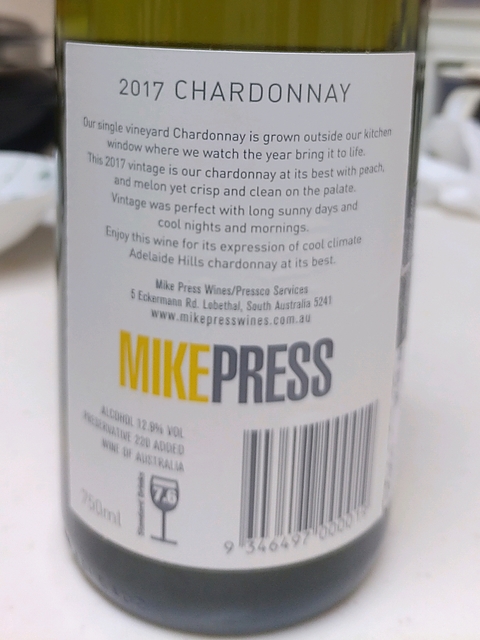 2017 CHARDONNAY
Our single vineyard Chardonnay is grown outside our kitchen
window where we watch the year bring it to life.
This 2017 vintage is our chardonnay at its best with peach,
and melon yet crisp and clean on the palate.
Vintage was perfect with long sunny days and
cool nights and mornings.
Enjoy this wine for its expression of cool climate
Adelaide Hills chardonnay at its best.
Mike Press Wines/Pressco Services
5 Eckermann Rd. Lobethal, South Australia 5241
www.mikepresswines.com.au
MIKEPRESS
ALCOHOL 12.9% VOL
PRESERVATIVE 220 ADDED
WINE OF AUSTRALIA
7.6
Standard Drinks
750ml
9 346497 00001